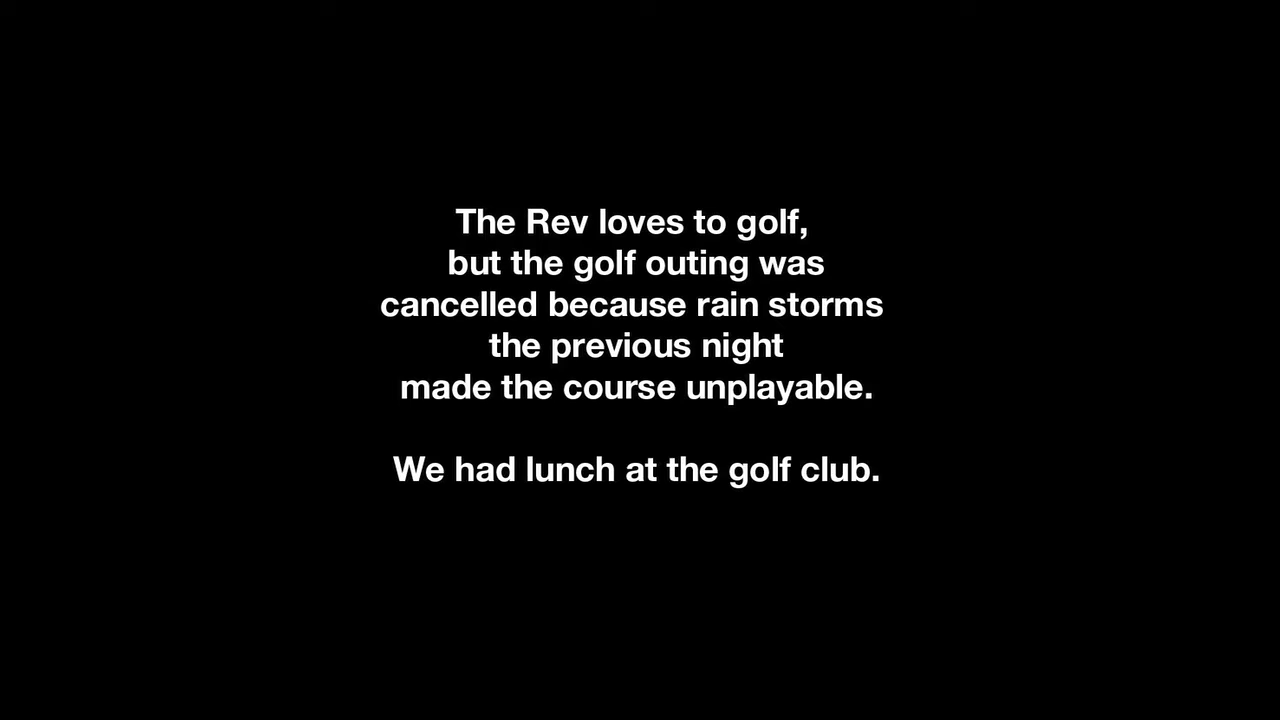 The Rev loves to golf,
but the golf outing was
cancelled because rain storms
the previous night
made the course unplayable.
We had lunch at the golf club.